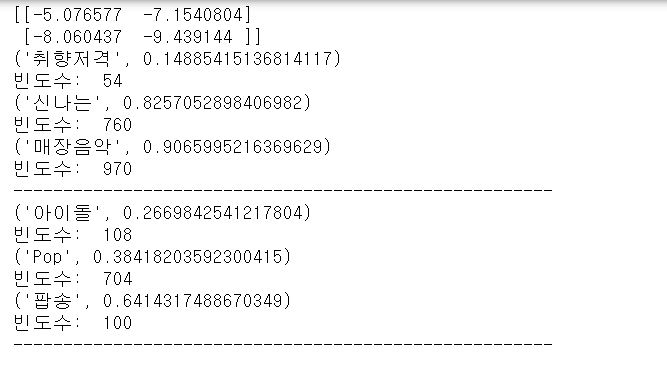 [[-5.076577  -7.1540804]
 [-8.060437  -9.439144 ]]
('취향저격', 0.14885415136814117)
빈도수:  54
('신나는', 0.8257052898406982)
빈도수:  760
('매장음악', 0.9065995216369629)
빈도수:  970
------------------------------------------------------
('아이돌', 0.2669842541217804)
빈도수:  108
('Pop', 0.38418203592300415)
빈도수:  704
('팝송', 0.6414317488670349)
빈도수:  100
------------------------------------------------------